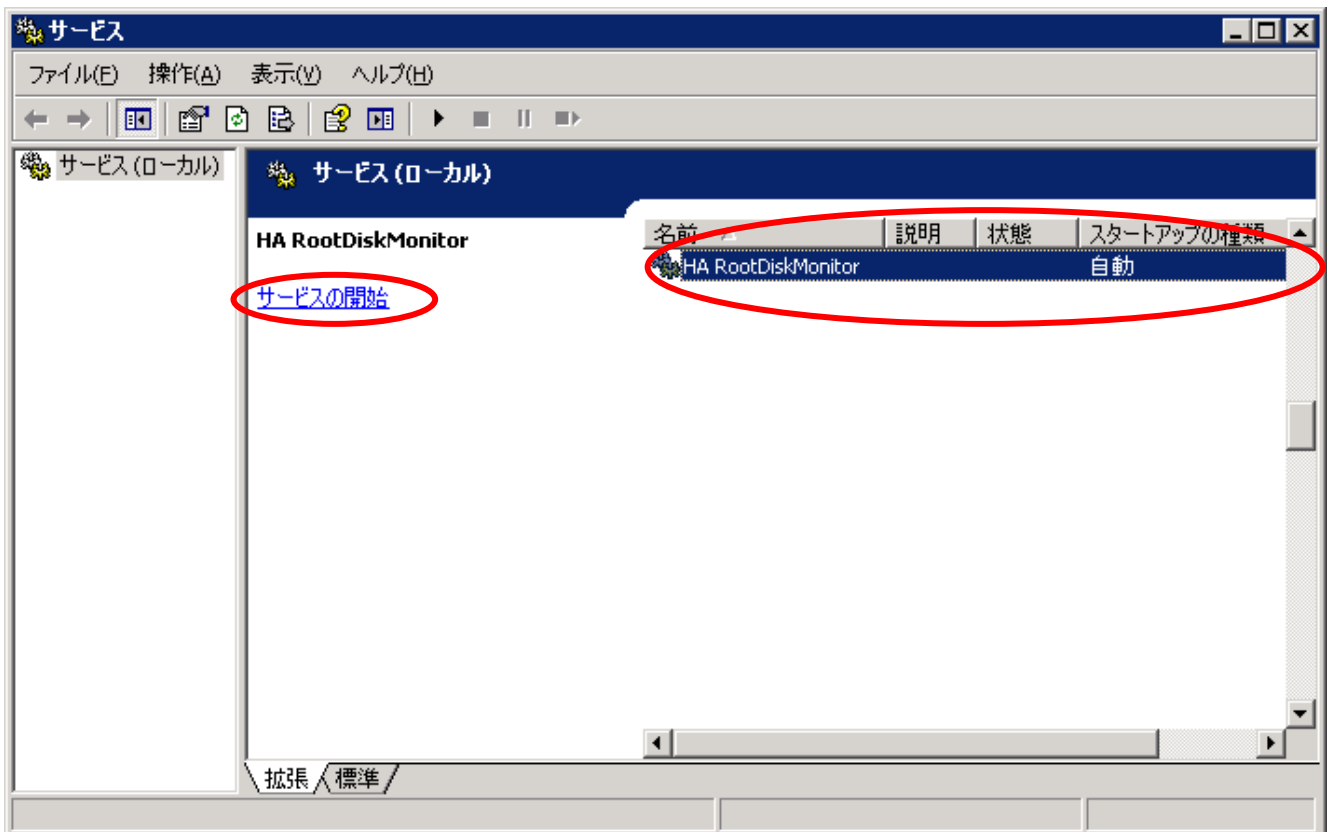 サービス
ファイル(F) 操作(A) 表示(V) ヘルプ(H)
サービス (ローカル)
サービス (ローカル)
HA RootDiskMonitor
サービスの開始
名前 説明 状態 スタートアップの種類
HA RootDiskMonitor 自動
拡張 標準